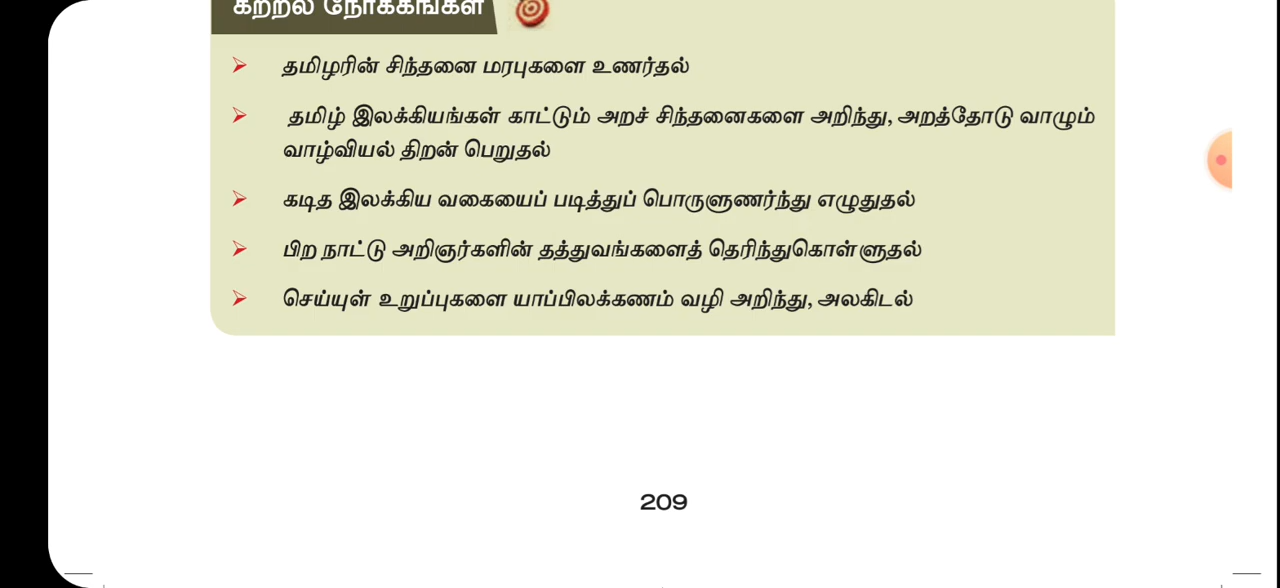 கற்றல் நோக்கங்கள்
தமிழரின் சிந்தனை மரபுகளை உணர்தல்
தமிழ் இலக்கியங்கள் காட்டும் அறச் சிந்தனைகளை அறிந்து, அறத்தோடு வாழும்
வாழ்வியல் திறன் பெறுதல்
கடித இலக்கிய வகையைப் படித்துப் பொருளுணர்ந்து எழுதுதல்
பிற நாட்டு அறிஞர்களின் தத்துவங்களைத் தெரிந்துகொள்ளுதல்
செய்யுள் உறுப்புகளை யாப்பிலக்கணம் வழி அறிந்து, அலகிடல்
209